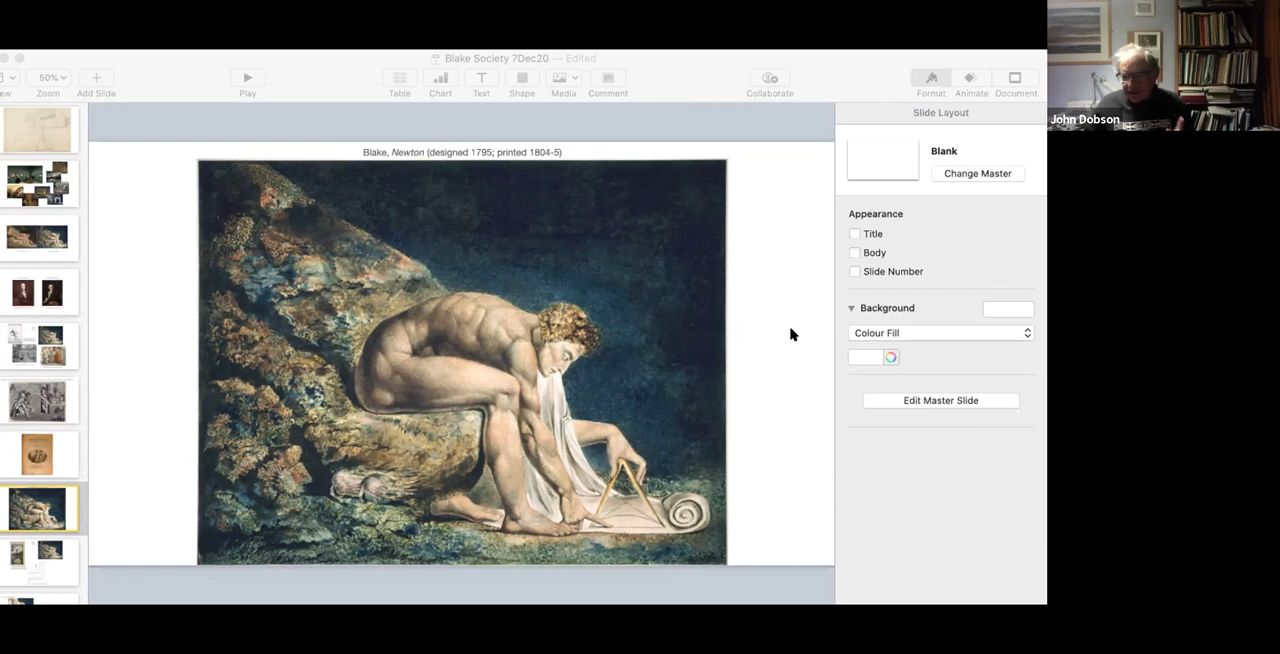 Blake Society 7Dec20 — Edited
50%
Zoom
Add Slide
Play
Table
Chart
Text
Shape
Media
Comment
Collaborate
Format
Animate
Document
Slide Layout
John Dobson
Blake, Newton (designed 1795; printed 1804-5)
Blank
Change Master
Appearance
Title
Body
Slide Number
Background
Colour Fill
Edit Master Slide